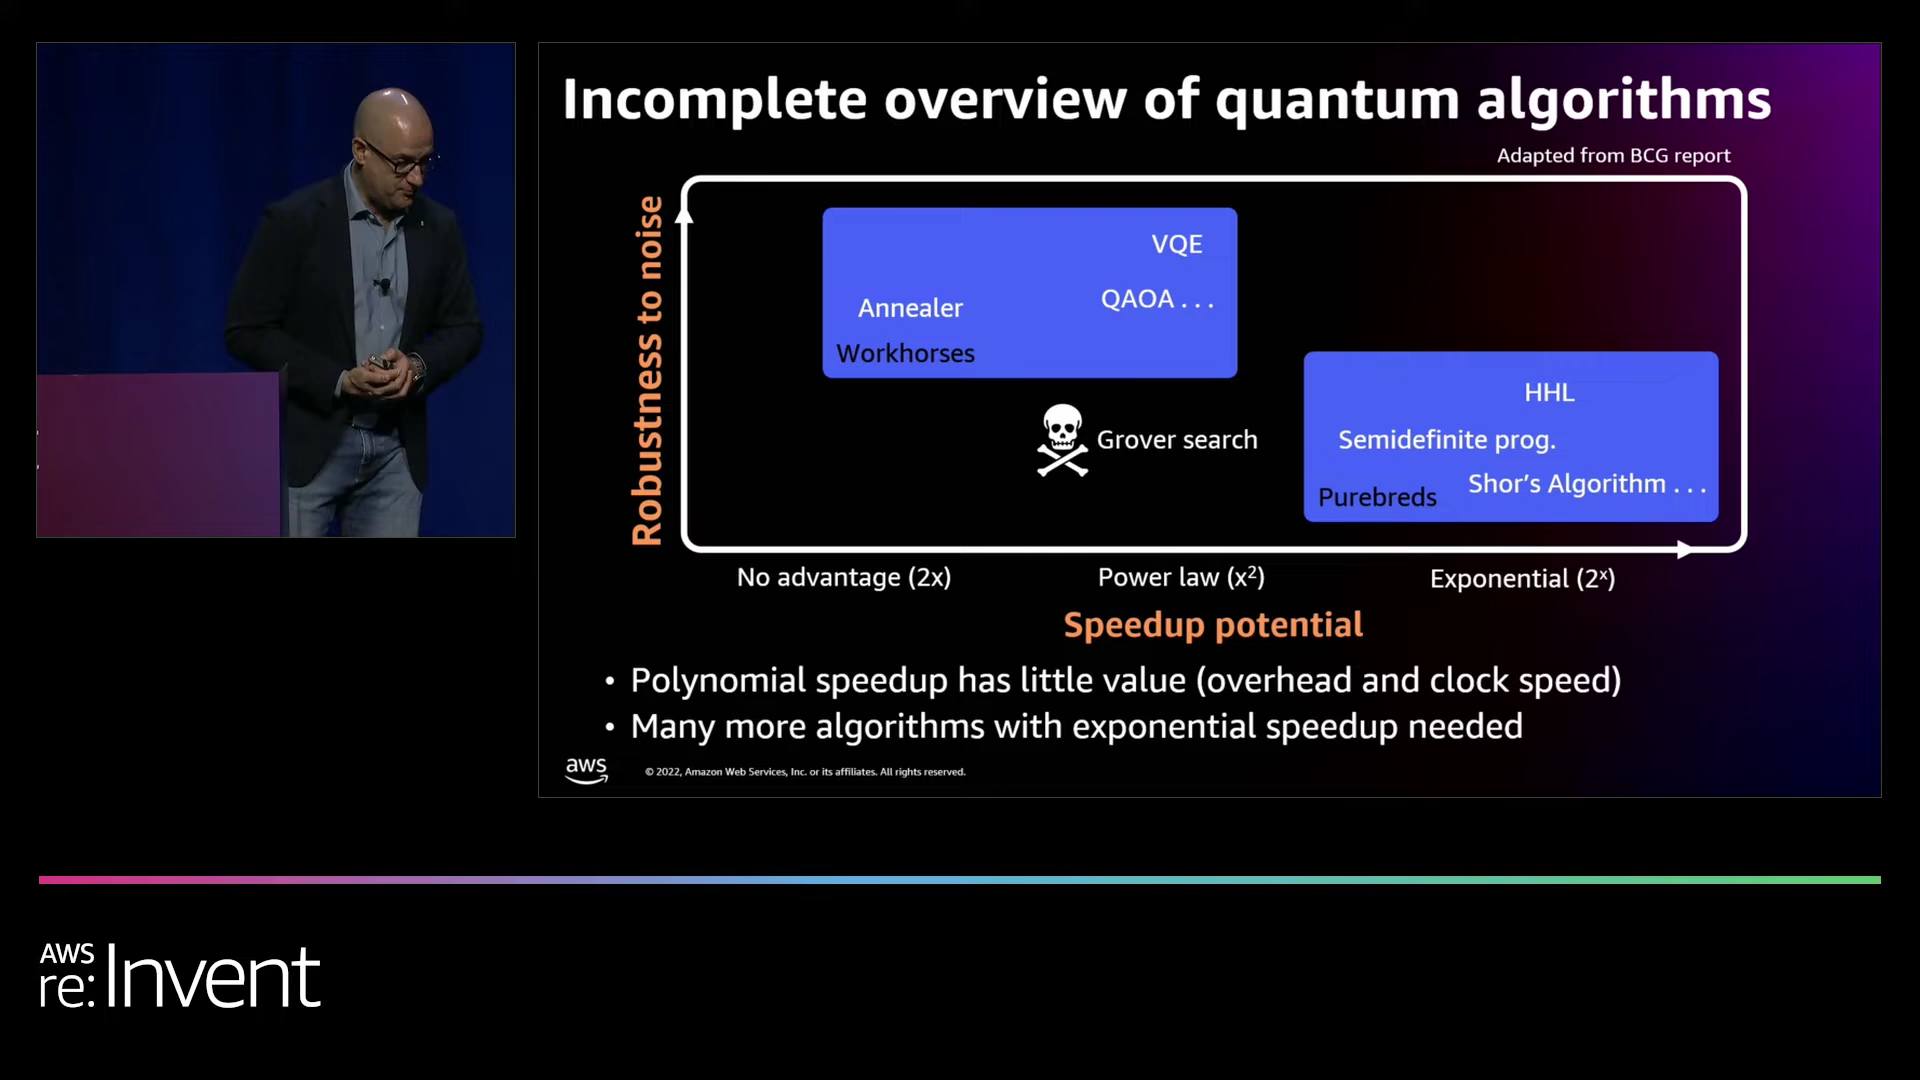 Incomplete overview of quantum algorithms
Adapted from BCG report
Robustness to noise
VQE
QAOA . . .
Annealer
Workhorses
Grover search
HHL
Semidefinite prog.
Shor's Algorithm . . .
Purebreds
No advantage (2x)
Power law (x²)
Exponential (2ˣ)
Speedup potential
• Polynomial speedup has little value (overhead and clock speed)
• Many more algorithms with exponential speedup needed
aws
© 2022, Amazon Web Services, Inc. or its affiliates. All rights reserved.
AWS
re:Invent